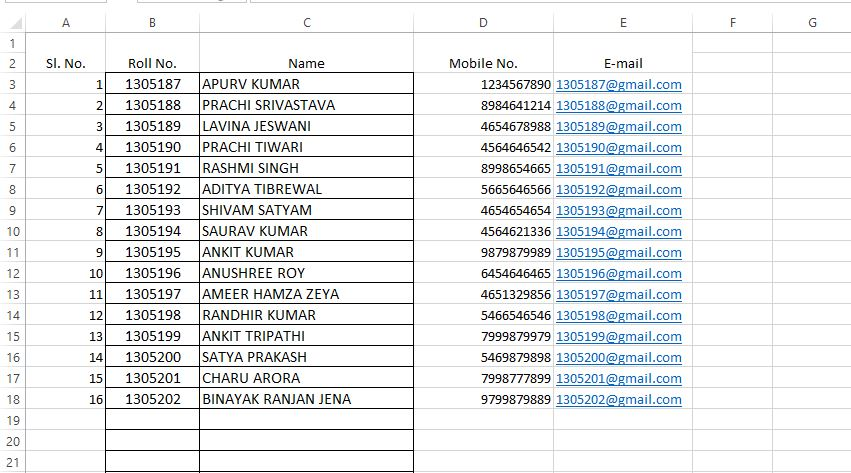 A B C D E F G
1
2 Sl. No. Roll No. Name Mobile No. E-mail
3 1 1305187 APURV KUMAR 1234567890 1305187@gmail.com
4 2 1305188 PRACHI SRIVASTAVA 8984641214 1305188@gmail.com
5 3 1305189 LAVINA JESWANI 4654678988 1305189@gmail.com
6 4 1305190 PRACHI TIWARI 4564646542 1305190@gmail.com
7 5 1305191 RASHMI SINGH 8998654665 1305191@gmail.com
8 6 1305192 ADITYA TIBREWAL 5665646566 1305192@gmail.com
9 7 1305193 SHIVAM SATYAM 4654654654 1305193@gmail.com
10 8 1305194 SAURAV KUMAR 4564621336 1305194@gmail.com
11 9 1305195 ANKIT KUMAR 9879879989 1305195@gmail.com
12 10 1305196 ANUSHREE ROY 6454646465 1305196@gmail.com
13 11 1305197 AMEER HAMZA ZEYA 4651329856 1305197@gmail.com
14 12 1305198 RANDHIR KUMAR 5466546546 1305198@gmail.com
15 13 1305199 ANKIT TRIPATHI 7999879979 1305199@gmail.com
16 14 1305200 SATYA PRAKASH 5469879898 1305200@gmail.com
17 15 1305201 CHARU ARORA 7998777899 1305201@gmail.com
18 16 1305202 BINAYAK RANJAN JENA 9799879889 1305202@gmail.com
19
20
21